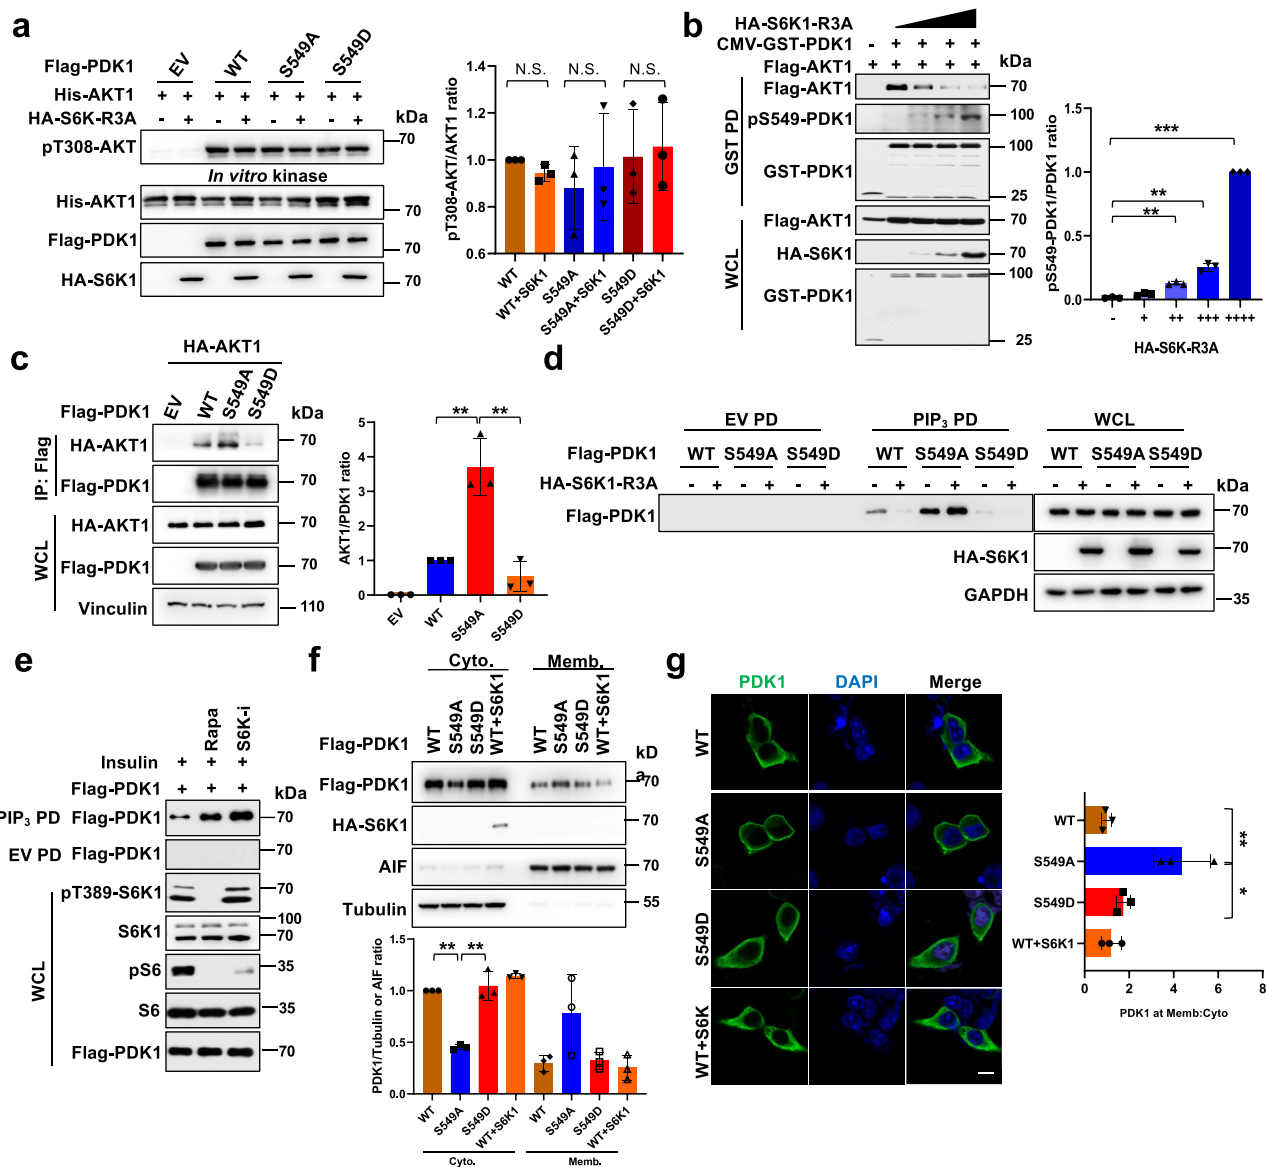 a
Flag-PDK1
EV
WT
S549A
S549D
His-AKT1 + + + + + + + +
HA-S6K-R3A - + - + - + - + kDa
pT308-AKT 70
In vitro kinase
His-AKT1 70
Flag-PDK1 70
HA-S6K1 70
pT308-AKT/AKT1 ratio
N.S. N.S. N.S.
1.4
1.2
1.0
0.8
0.6
WT
WT+S6K1
S549A
S549A+S6K1
S549D
S549D+S6K1
b
HA-S6K1-R3A
CMV-GST-PDK1 - + + + +
Flag-AKT1 + + + + + kDa
GST PD
Flag-AKT1 70
pS549-PDK1 100
GST-PDK1 100
25
WCL
Flag-AKT1 70
HA-S6K1 70
GST-PDK1 100
25
pS549-PDK1/PDK1 ratio
1.5
1.0
0.5
0.0
***
**
**
- + ++ +++ ++++
HA-S6K-R3A
c
HA-AKT1
Flag-PDK1
EV
WT
S549A
S549D
kDa
IP: Flag
HA-AKT1 70
Flag-PDK1 70
WCL
HA-AKT1 70
Flag-PDK1 70
Vinculin 110
AKT1/PDK1 ratio
5
4
3
2
1
0
** **
EV
WT
S549A
S549D
d
EV PD PIP3 PD WCL
Flag-PDK1 WT S549A S549D WT S549A S549D WT S549A S549D
HA-S6K1-R3A - + - + - + - + - + - + - + - + - + kDa
Flag-PDK1 70
HA-S6K1 70
GAPDH 35
e
Rapa
S6K-i
Insulin + + +
Flag-PDK1 + + + kDa
PIP3 PD Flag-PDK1 70
EV PD Flag-PDK1
WCL
pT389-S6K1 70
S6K1 100
70
pS6 35
S6 35
Flag-PDK1 70
f
Cyto. Memb.
Flag-PDK1
WT
S549A
S549D
WT+S6K1
WT
S549A
S549D
WT+S6K1
kD
a
Flag-PDK1 70
HA-S6K1
AIF 70
Tubulin 55
PDK1/Tubulin or AIF ratio
1.5
1.0
0.5
0.0
** **
WT
S549A
S549D
WT+S6K1
WT
S549A
S549D
WT+S6K1
Cyto. Memb.
g
PDK1 DAPI Merge
WT
S549A
S549D
WT+S6K
WT
S549A
S549D
WT+S6K1
**
*
0 2 4 6 8
PDK1 at Memb:Cyto